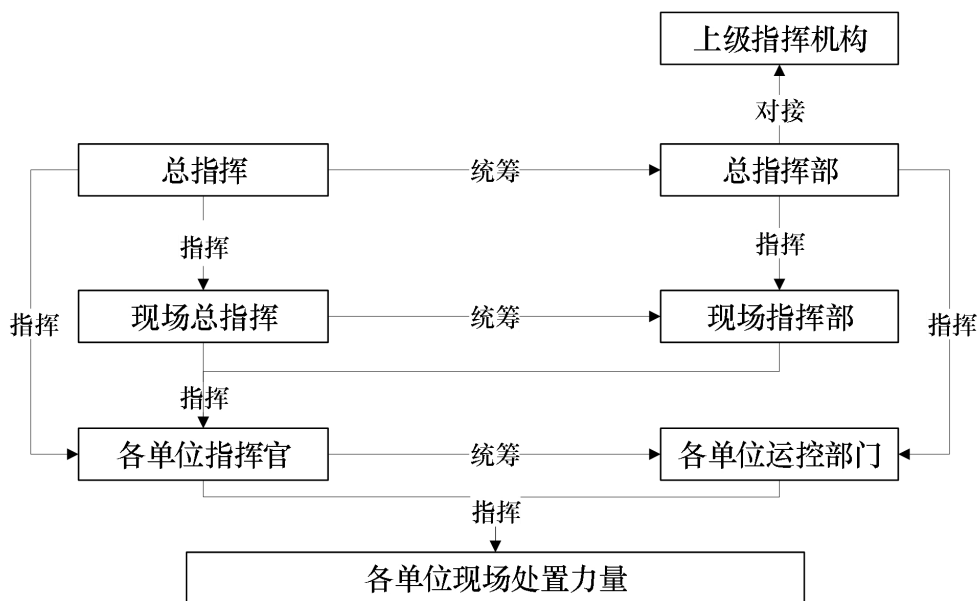 上级指挥机构
对接
总指挥
统筹
总指挥部
指挥
指挥
现场总指挥
统筹
现场指挥部
指挥
指挥
指挥
各单位指挥官
统筹
各单位运控部门
指挥
各单位现场处置力量